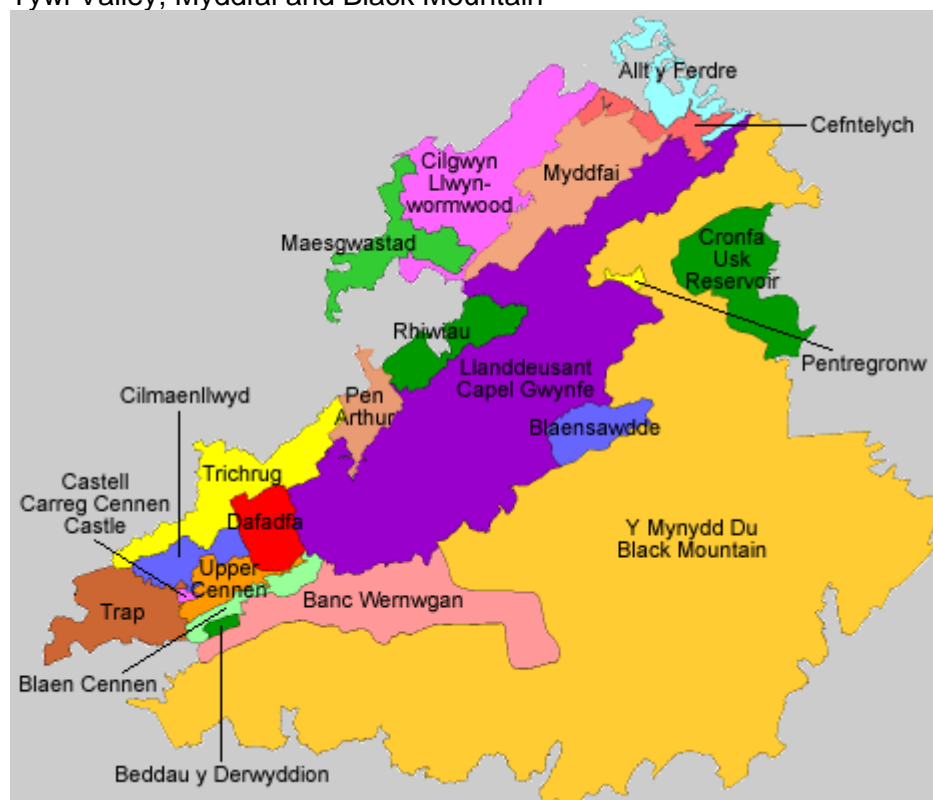 Tywi Valley, Myddfai and Black Mountain
Allt y Ferdre
Cefntelych
Cilgwyn
Llwyn-
wormwood
Myddfai
Maesgwastad
Cronfa
Usk
Reservoir
Rhiwiau
Llanddeusant
Capel Gwynfe
Pentregronw
Cilmaenllwyd
Pen
Arthur
Blaensawdde
Trichrug
Castell
Carreg Cennen
Castle
Dafadfa
Y Mynydd Du
Black Mountain
Upper
Cennen
Trap
Banc Wernwgan
Blaen Cennen
Beddau y Derwyddion